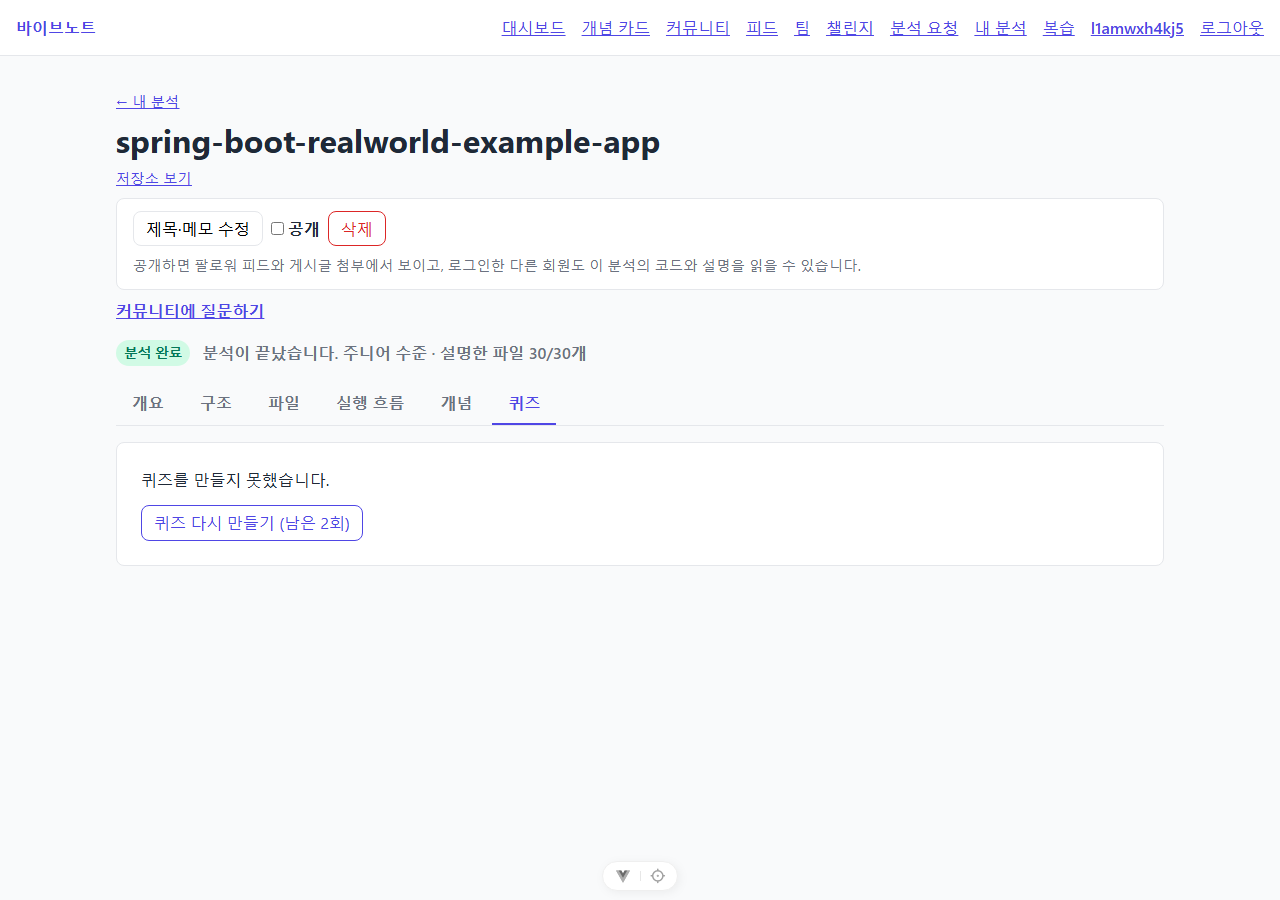 바이브노트
대시보드 개념 카드 커뮤니티 피드 팀 챌린지 분석 요청 내 분석 복습 l1amwxh4kj5 로그아웃
← 내 분석
spring-boot-realworld-example-app
저장소 보기
제목·메모 수정 공개 삭제
공개하면 팔로워 피드와 게시글 첨부에서 보이고, 로그인한 다른 회원도 이 분석의 코드와 설명을 읽을 수 있습니다.
커뮤니티에 질문하기
분석 완료 분석이 끝났습니다. 주니어 수준 · 설명한 파일 30/30개
개요 구조 파일 실행 흐름 개념 퀴즈
퀴즈를 만들지 못했습니다.
퀴즈 다시 만들기 (남은 2회)